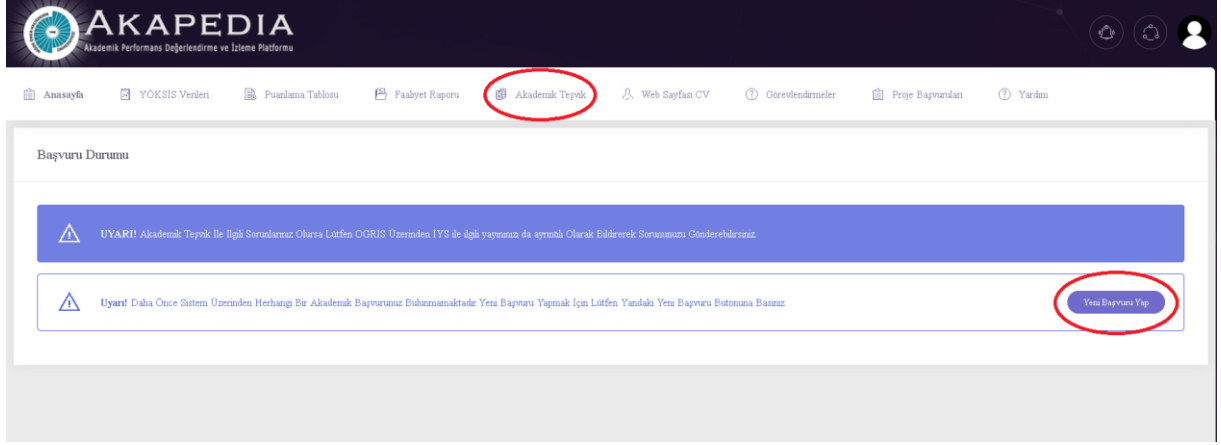 AKAPEDIA
Akademik Performans Değerlendirme ve İzleme Platformu
Anasayfa YÖKSİS Verileri Puanlama Tablosu Faaliyet Raporu Akademik Teşvik Web Sayfası CV Görevlendirmeler Proje Başvuruları Yardım
Başvuru Durumu
UYARI! Akademik Teşvik İle İlgili Sorunlarınız Olursa Lütfen OGRIS Üzerinden İYS ile ilgili yayınınızı da ayrıntılı Olarak Bildirerek Sorununuzu Gönderebilirsiniz.
Uyarı! Daha Önce Sistem Üzerinden Herhangi Bir Akademik Başvurunuz Bulunmamaktadır. Yeni Başvuru Yapmak İçin Lütfen Yandaki Yeni Başvuru Butonuna Basınız
Yeni Başvuru Yap